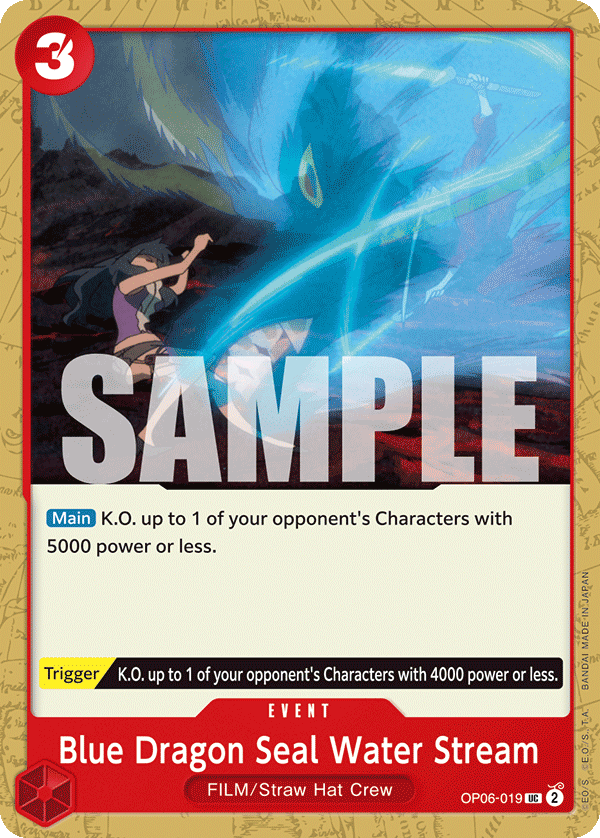 3
SAMPLE
Main K.O. up to 1 of your opponent's Characters with
5000 power or less.
Trigger K.O. up to 1 of your opponent's Characters with 4000 power or less.
EVENT
Blue Dragon Seal Water Stream
FILM/Straw Hat Crew
OP06-019 UC 2
BANDAI MADE IN JAPAN